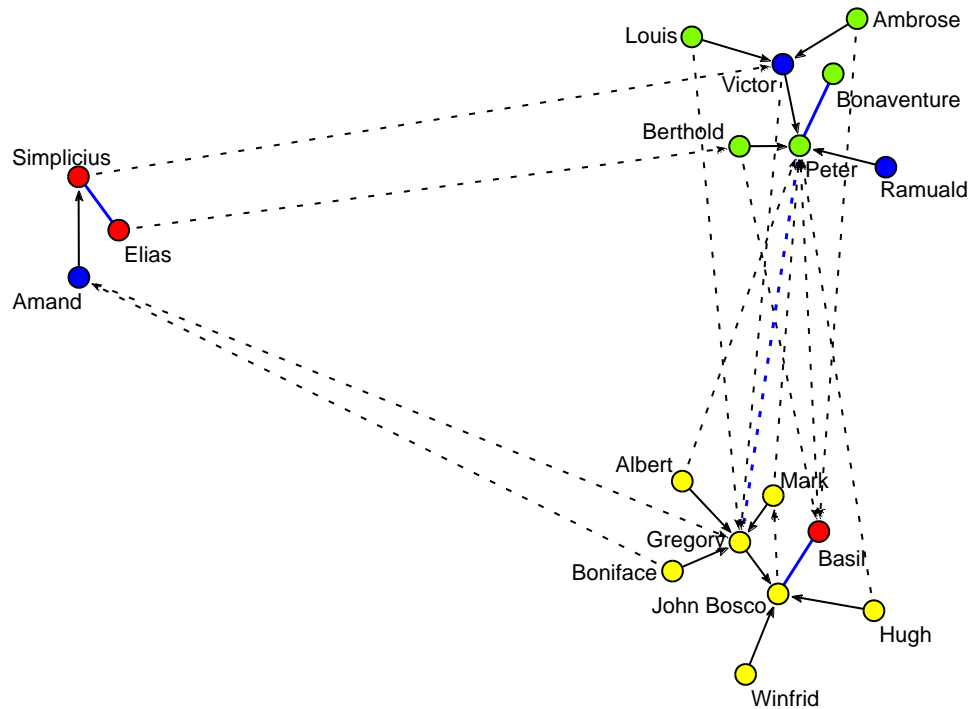 Ambrose
Louis
Victor
Bonaventure
Berthold
Peter
Simplicius
Ramuald
Elias
Amand
Albert
Mark
Gregory
Basil
Boniface
John Bosco
Hugh
Winfrid